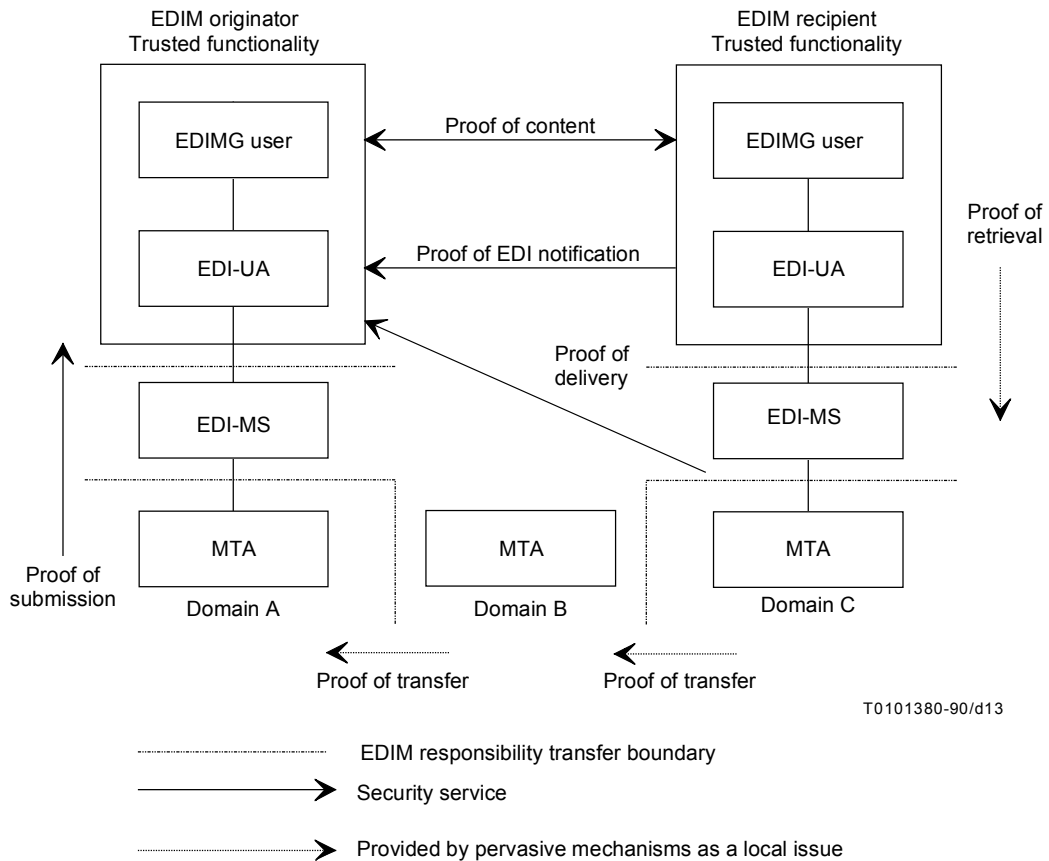 EDIM originator
Trusted functionality
EDIM recipient
Trusted functionality
EDIMG user
Proof of content
EDIMG user
Proof of
retrieval
EDI-UA
Proof of EDI notification
EDI-UA
Proof of
delivery
EDI-MS
EDI-MS
MTA
MTA
MTA
Proof of
submission
Domain A
Domain B
Domain C
Proof of transfer
Proof of transfer
T0101380-90/d13
EDIM responsibility transfer boundary
Security service
Provided by pervasive mechanisms as a local issue